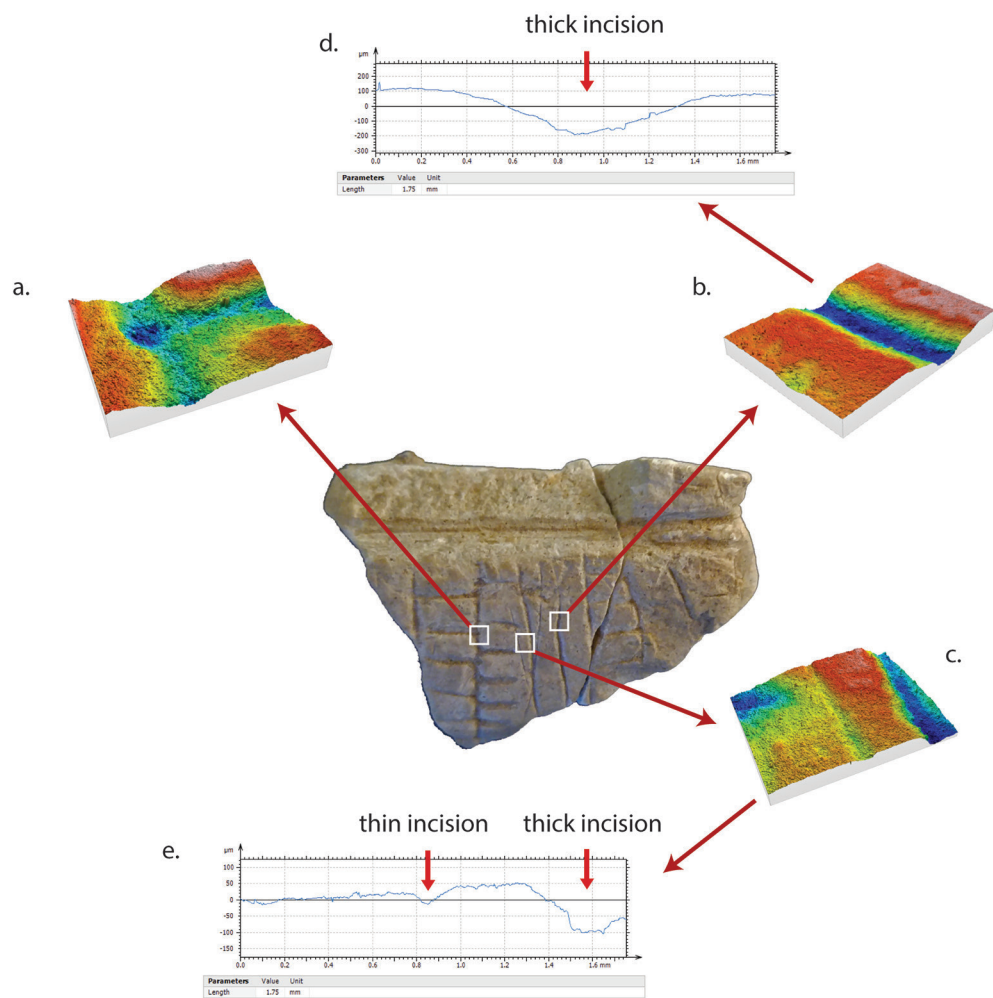 thick incision
d.
µm
200
100
0
-100
-200
-300
0.0 0.2 0.4 0.6 0.8 1.0 1.2 1.4 1.6 mm
Parameters Value Unit
Length 1.75 mm
a.
b.
c.
thin incision thick incision
e.
µm
100
50
0
-50
-100
-150
0.0 0.2 0.4 0.6 0.8 1.0 1.2 1.4 1.6 mm
Parameters Value Unit
Length 1.75 mm